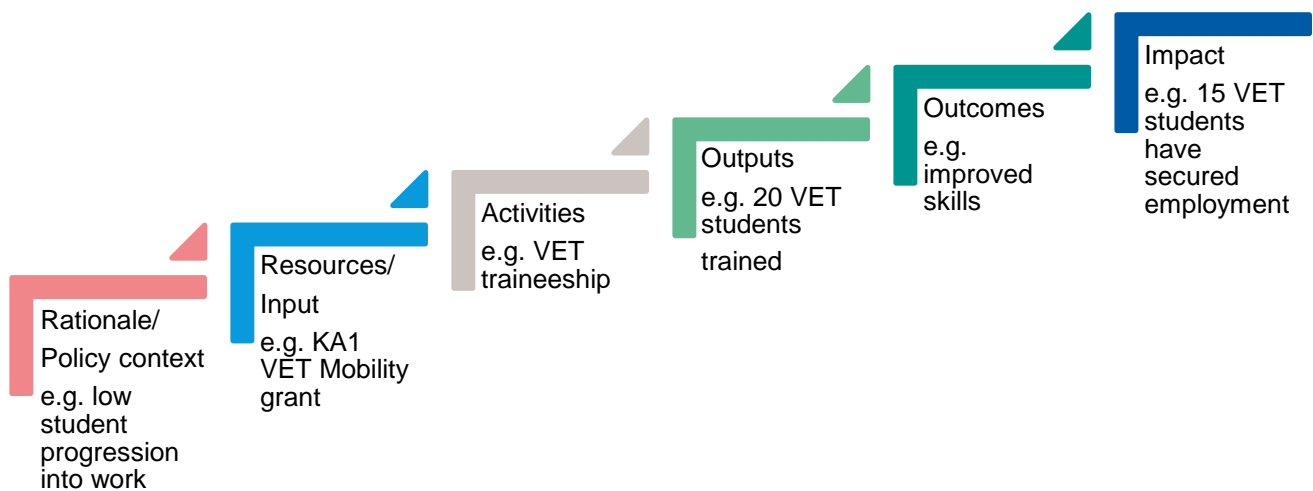 Rationale/
Policy context
e.g. low
student
progression
into work
Resources/
Input
e.g. KA1
VET Mobility
grant
Activities
e.g. VET
traineeship
Outputs
e.g. 20 VET
students
trained
Outcomes
e.g.
improved
skills
Impact
e.g. 15 VET
students
have
secured
employment